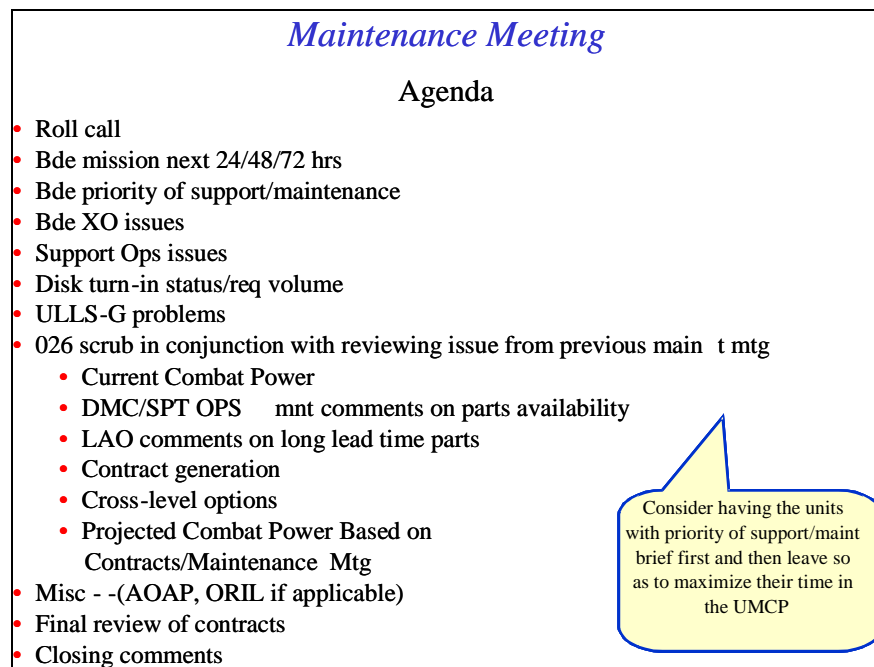 Maintenance Meeting
Agenda
• Roll call
• Bde mission next 24/48/72 hrs
• Bde priority of support/maintenance
• Bde XO issues
• Support Ops issues
• Disk turn-in status/req volume
• ULLS-G problems
• 026 scrub in conjunction with reviewing issue from previous main t mtg
• Current Combat Power
• DMC/SPT OPS mnt comments on parts availability
• LAO comments on long lead time parts
• Contract generation
• Cross-level options
• Projected Combat Power Based on
Contracts/Maintenance Mtg
• Misc - -(AOAP, ORIL if applicable)
• Final review of contracts
• Closing comments
Consider having the units
with priority of support/maint
brief first and then leave so
as to maximize their time in
the UMCP